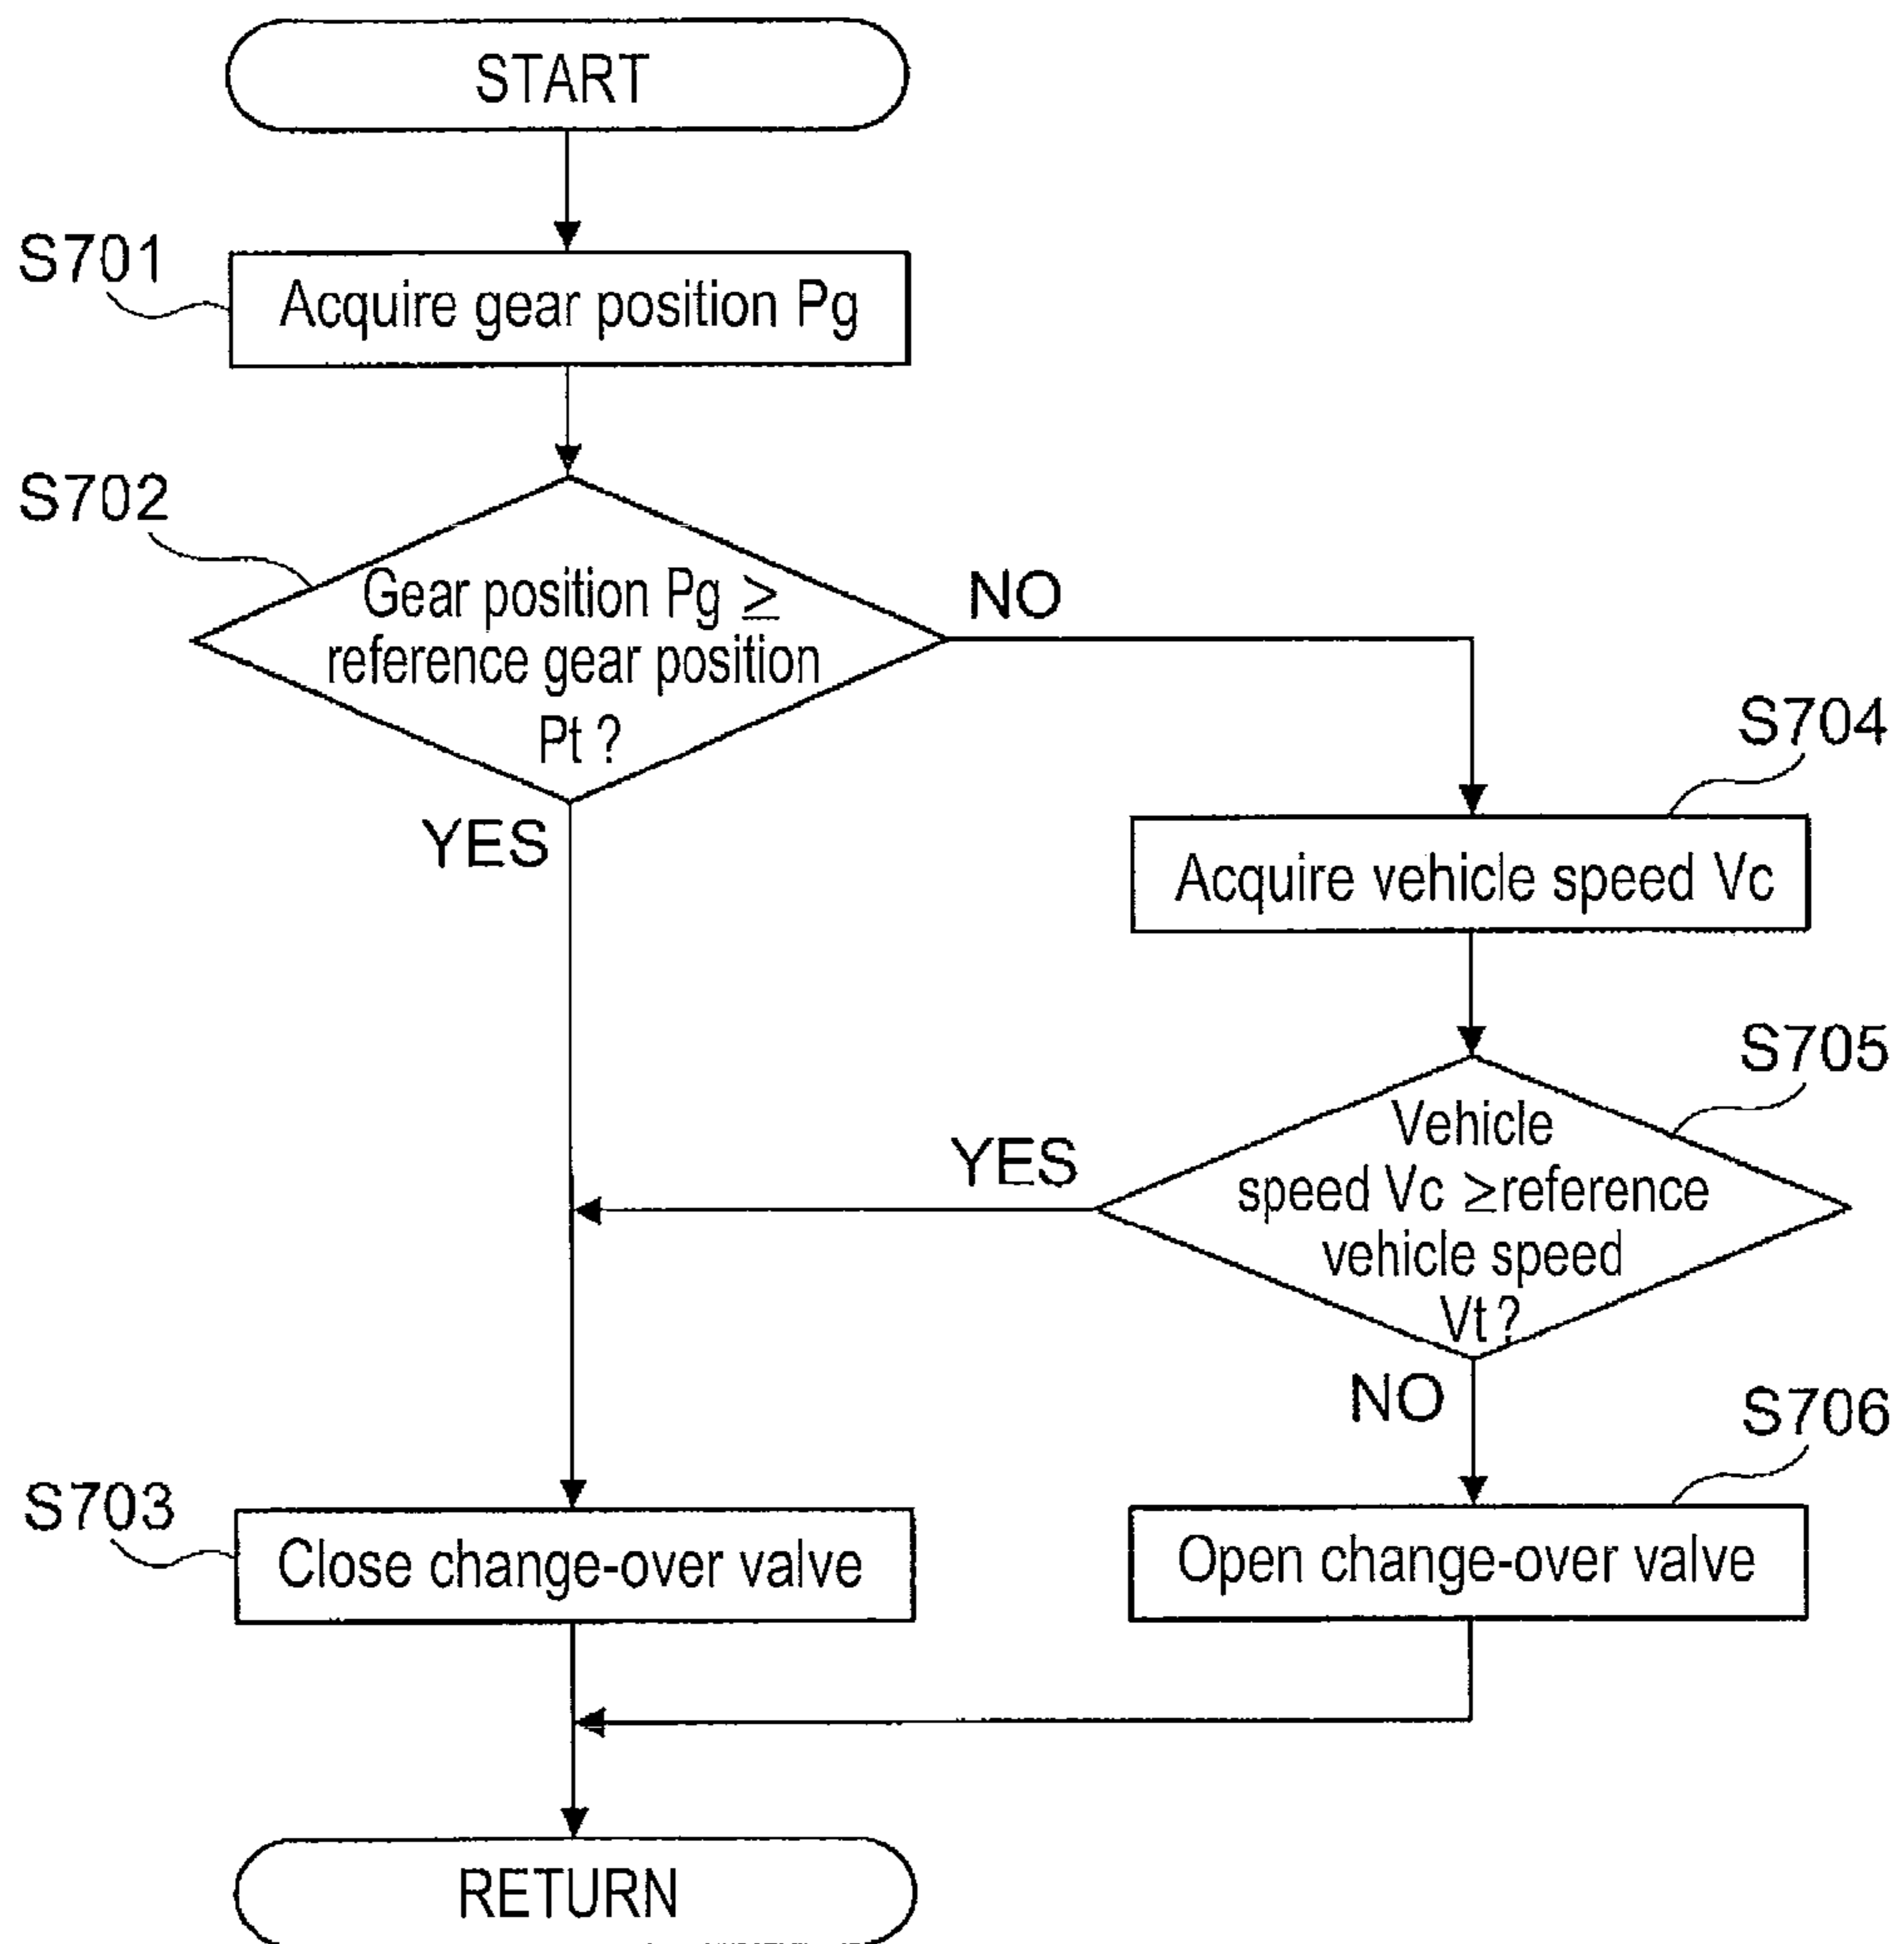 START
S701
Acquire gear position Pg
S702
Gear position Pg ≥
reference gear position
Pt ?
NO
YES
S704
Acquire vehicle speed Vc
S705
Vehicle
speed Vc ≥reference
vehicle speed
Vt ?
YES
NO
S706
Open change-over valve
S703
Close change-over valve
RETURN